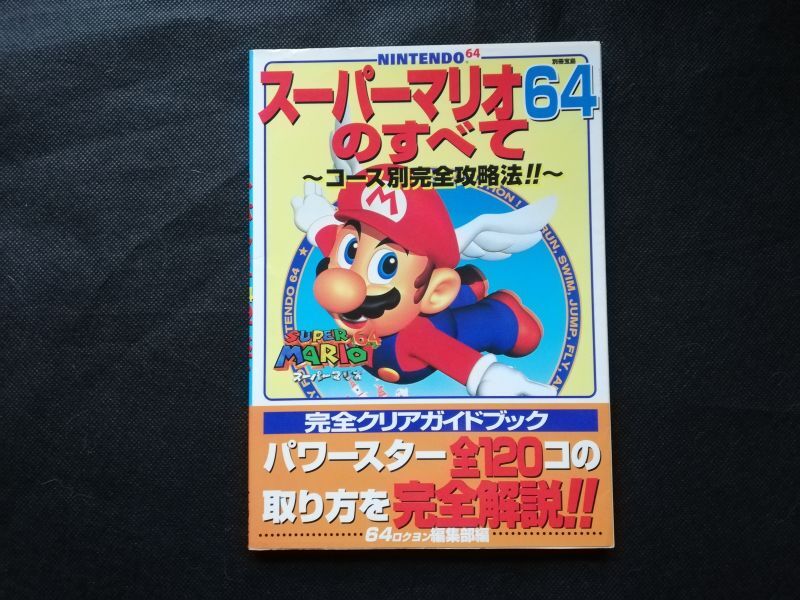 NINTENDO64
別冊宝島
スーパーマリオ64
のすべて
～コース別完全攻略法!!～
M
NTENDO 64 ★
TION! RUN, SWIM, JUMP, FLY, A
SUPER
MARIO 64
スーパーマリオ
完全クリアガイドブック
パワースター全120コの
取り方を完全解説!!
64ロクヨン編集部編